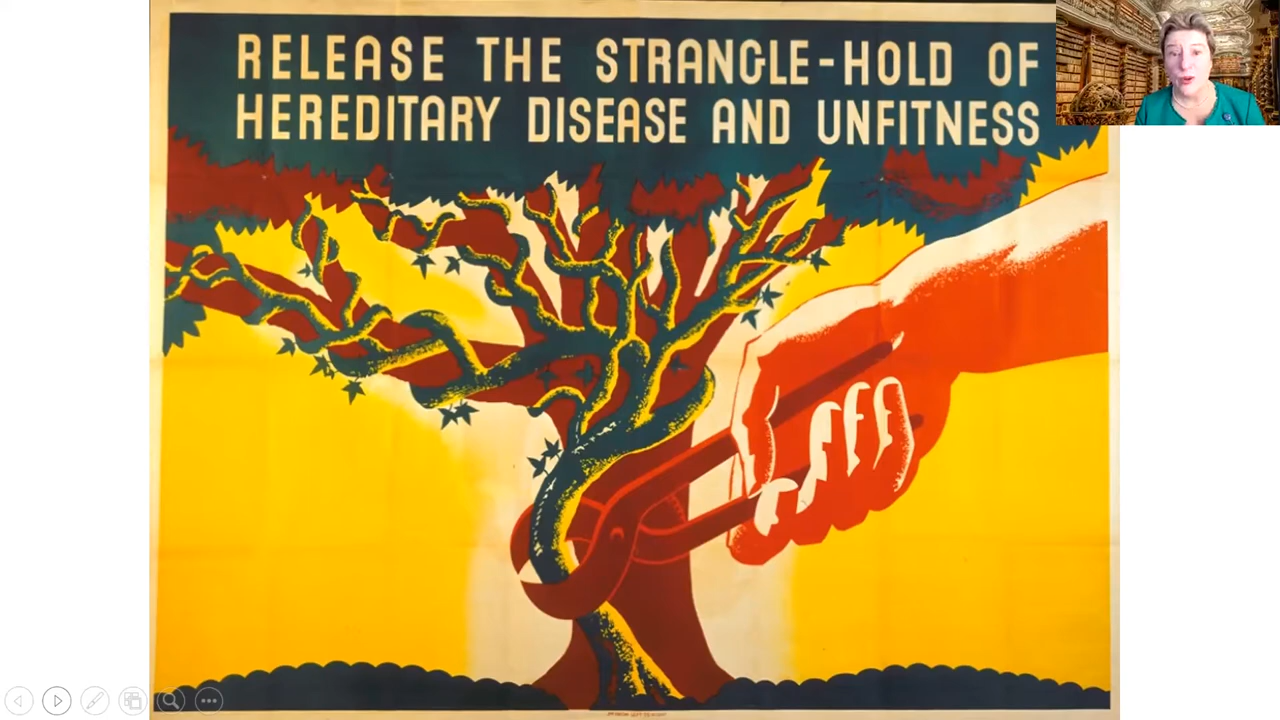 RELEASE THE STRANGLE-HOLD OF
HEREDITARY DISEASE AND UNFITNESS